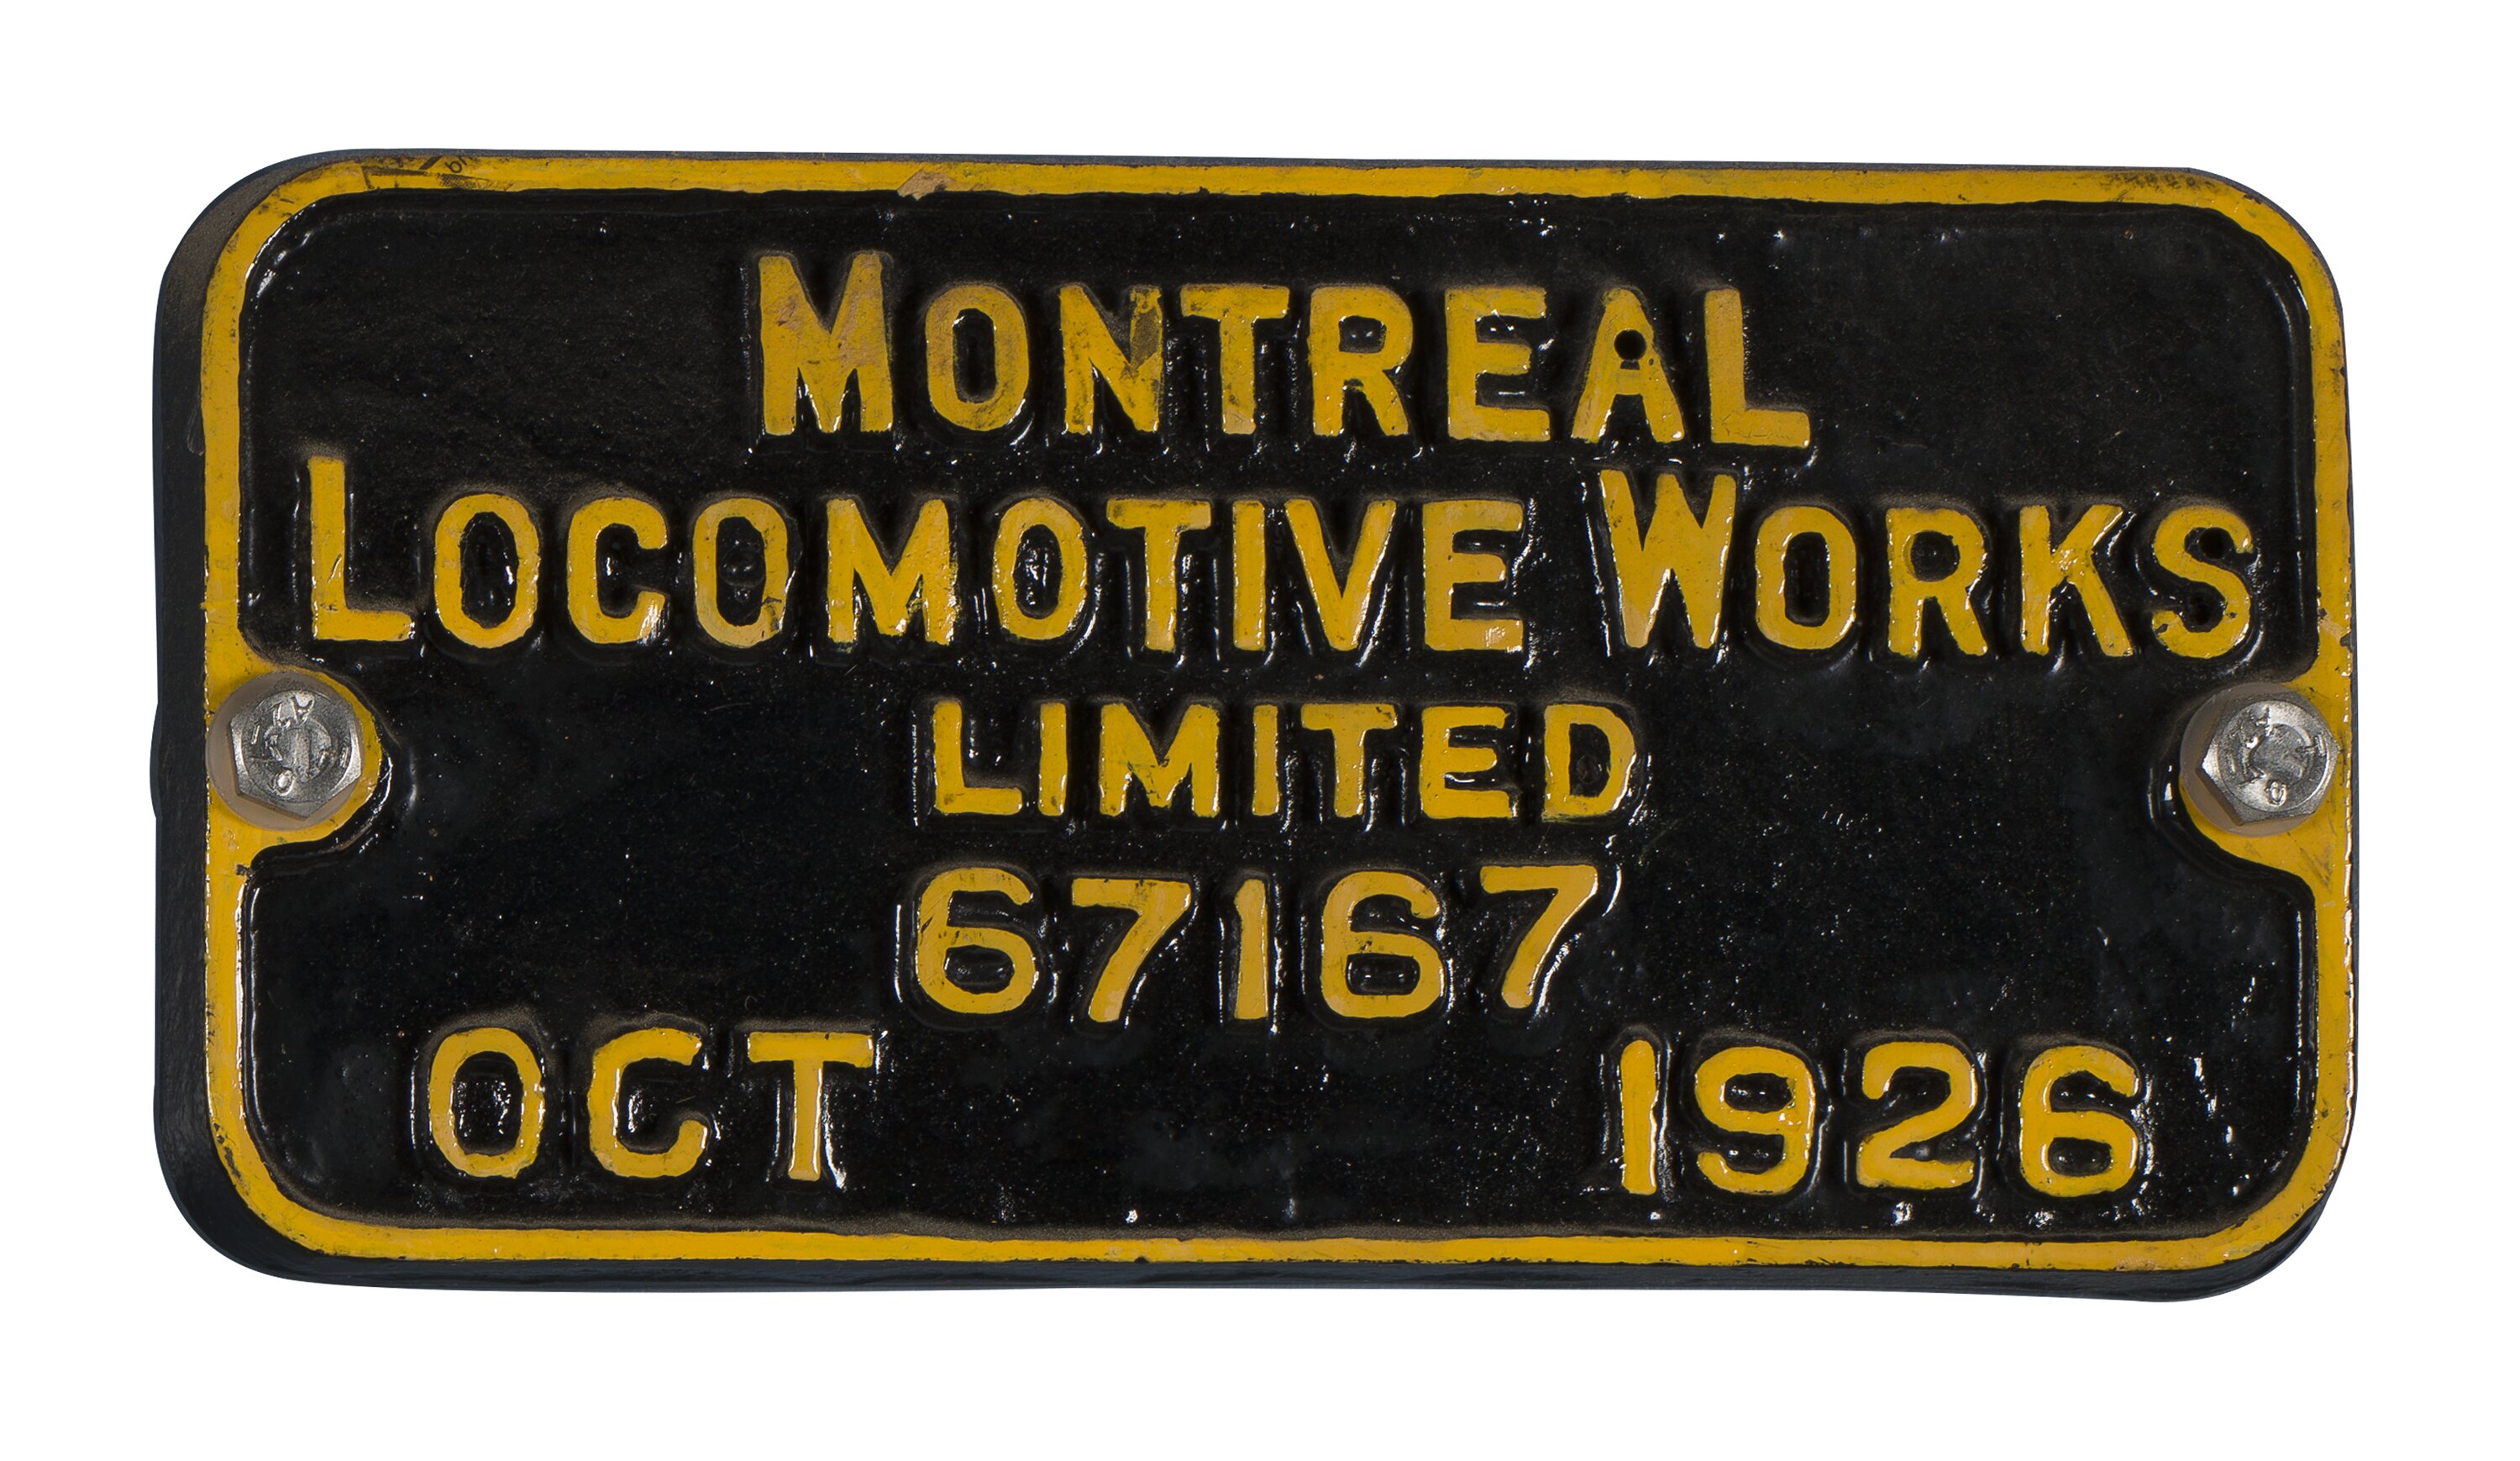 MONTREAL
LOCOMOTIVE WORKS
LIMITED
67167
OCT 1926